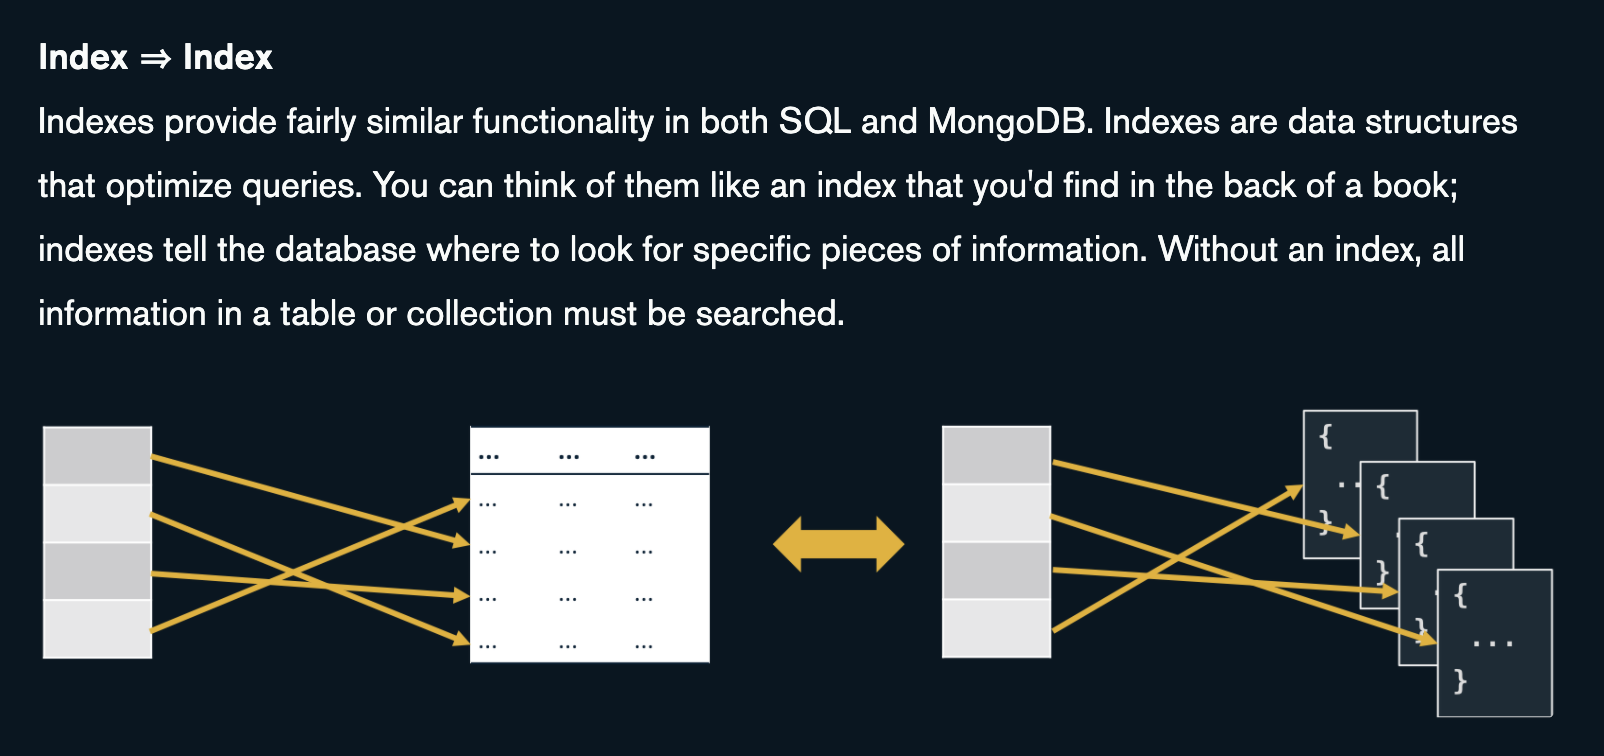 Index ⇒ Index
Indexes provide fairly similar functionality in both SQL and MongoDB. Indexes are data structures
that optimize queries. You can think of them like an index that you'd find in the back of a book;
indexes tell the database where to look for specific pieces of information. Without an index, all
information in a table or collection must be searched.
... ... ...
... ... ...
... ... ...
... ... ...
... ... ...
{
..
}
{
}
{
}
{
...
}